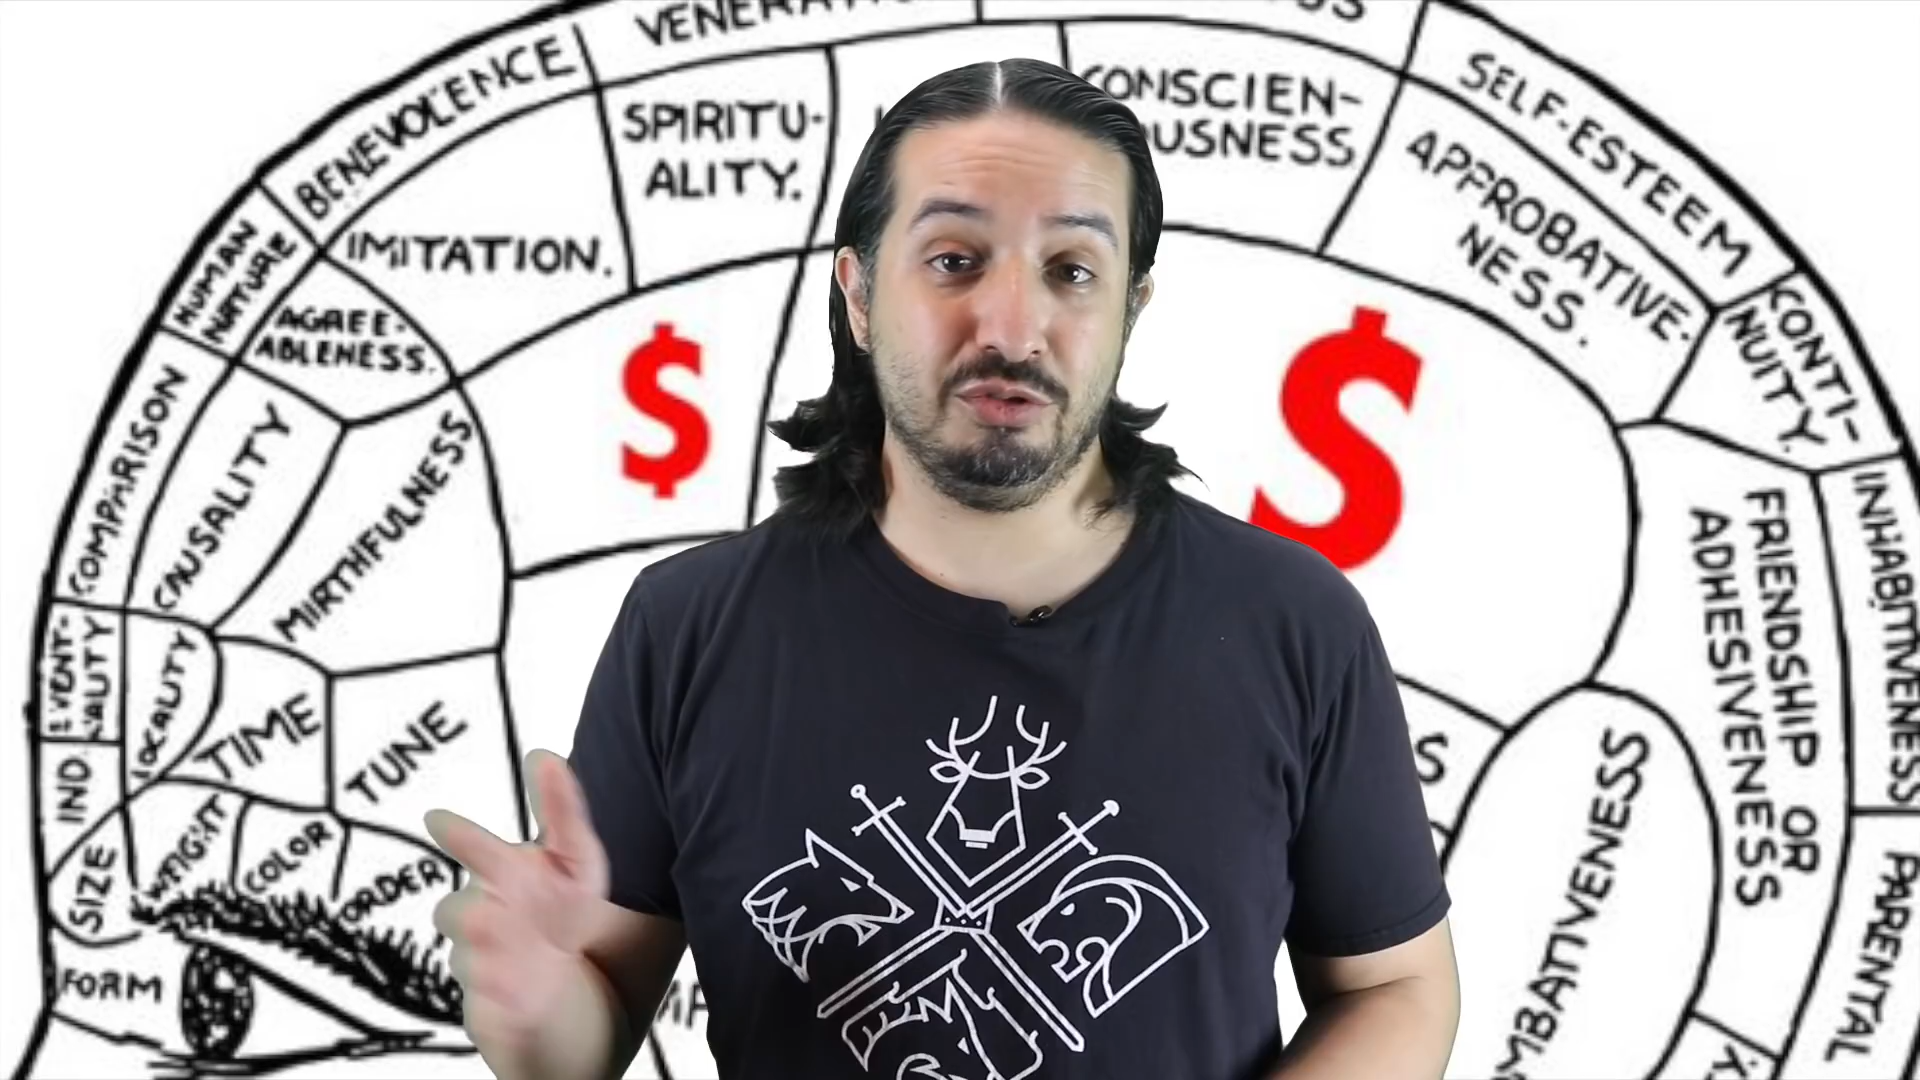 BENEVOLENCE
SPIRITU-
ALITY.
SELF-ESTEEM
APPROBATIVE-
NESS.
HUMAN
NATURE
IMITATION.
AGREE-
ABLENESS.
CONTI-
NUITY.
COMPARISON
CAUSALITY
MIRTHFULNESS
$
$
FRIENDSHIP OR
ADHESIVENESS
INHABITIVENESS
LOCALITY
TIME
TUNE
IND.
SIZE
WEIGHT
COLOR
ORDER
FORM
PARENTAL